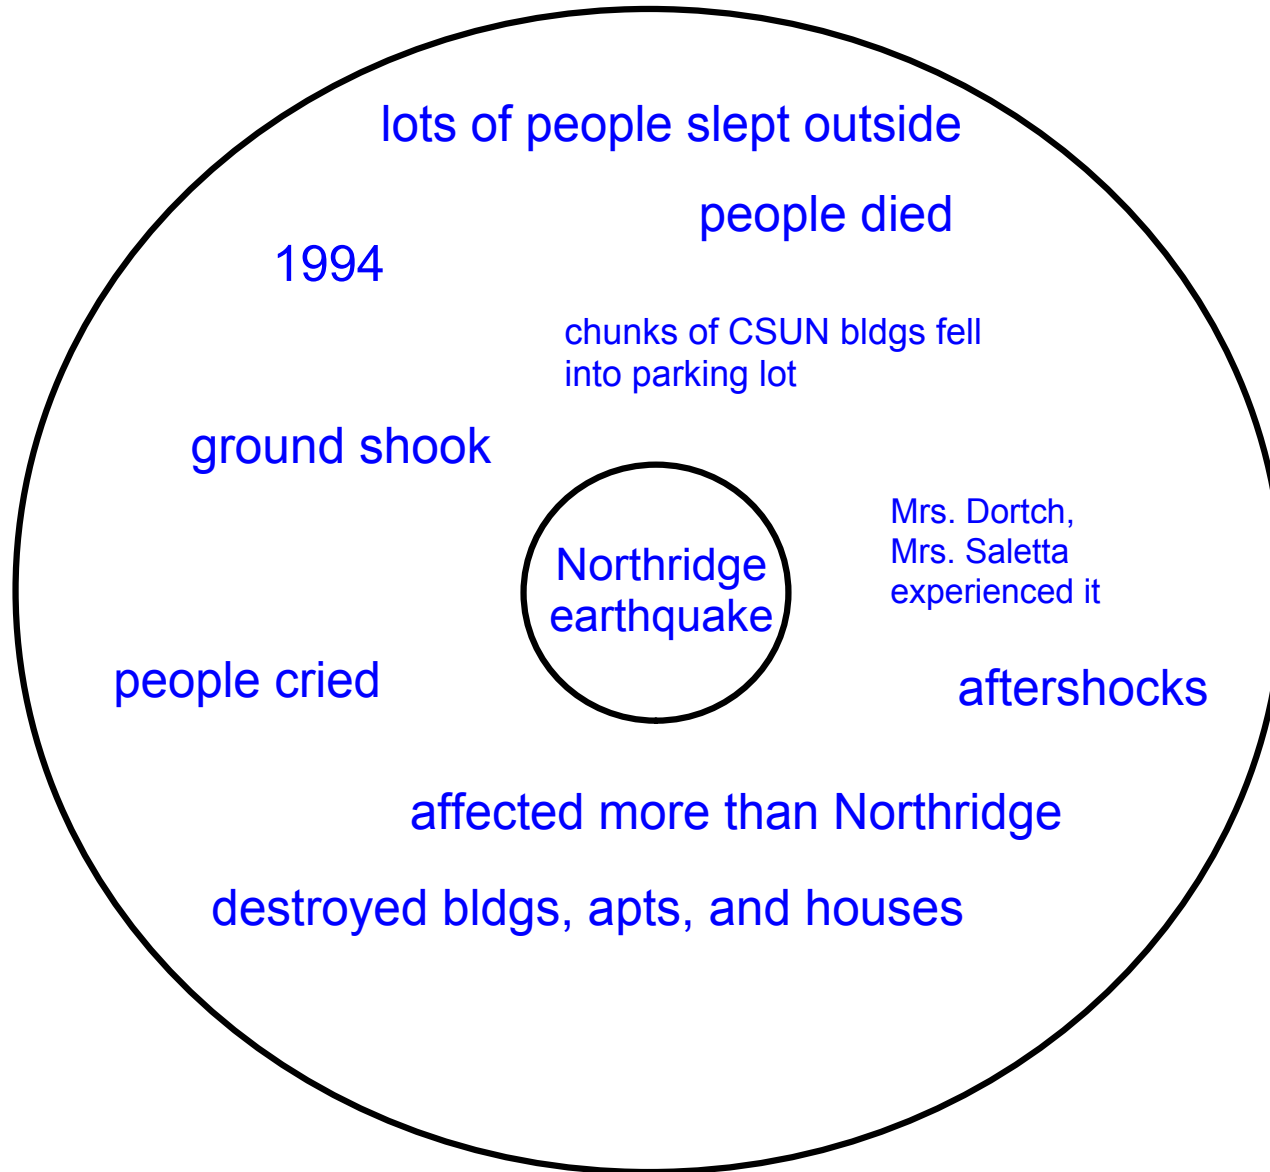 lots of people slept outside
people died
1994
chunks of CSUN bldgs fell
into parking lot
ground shook
Mrs. Dortch,
Mrs. Saletta
experienced it
Northridge
earthquake
people cried
aftershocks
affected more than Northridge
destroyed bldgs, apts, and houses